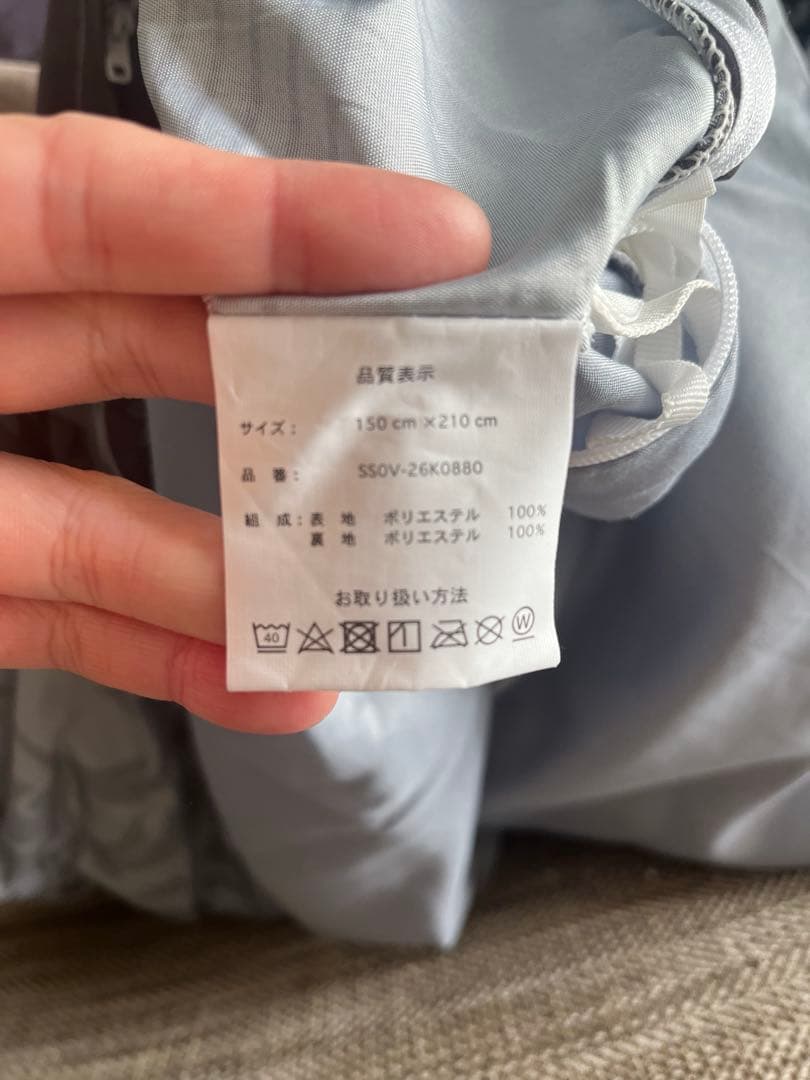 品質表示
サイズ： 150 cm ×210 cm
品 番： SS0V-26K0880
組 成：表 地 ポリエステル 100%
裏 地 ポリエステル 100%
お取り扱い方法
40 W